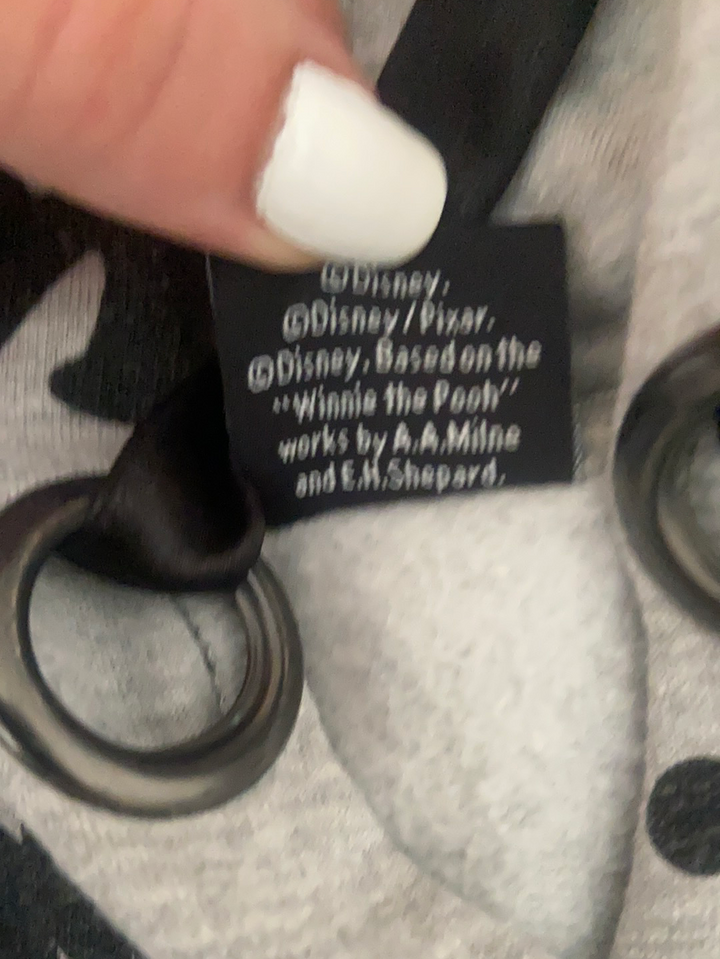 ©Disney.
©Disney/Pixar.
©Disney. Based on the
"Winnie the Pooh"
works by A.A.Milne
and E.H.Shepard.